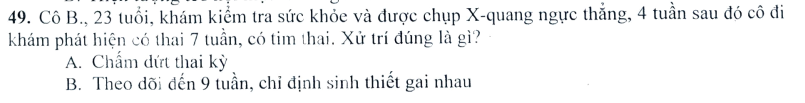 49. Cô B., 23 tuổi, khám kiểm tra sức khỏe và được chụp X-quang ngực thẳng, 4 tuần sau đó cô đi
khám phát hiện có thai 7 tuần, có tim thai. Xử trí đúng là gì?
A. Chấm dứt thai kỳ
B. Theo dõi đến 9 tuần, chỉ định sinh thiết gai nhau